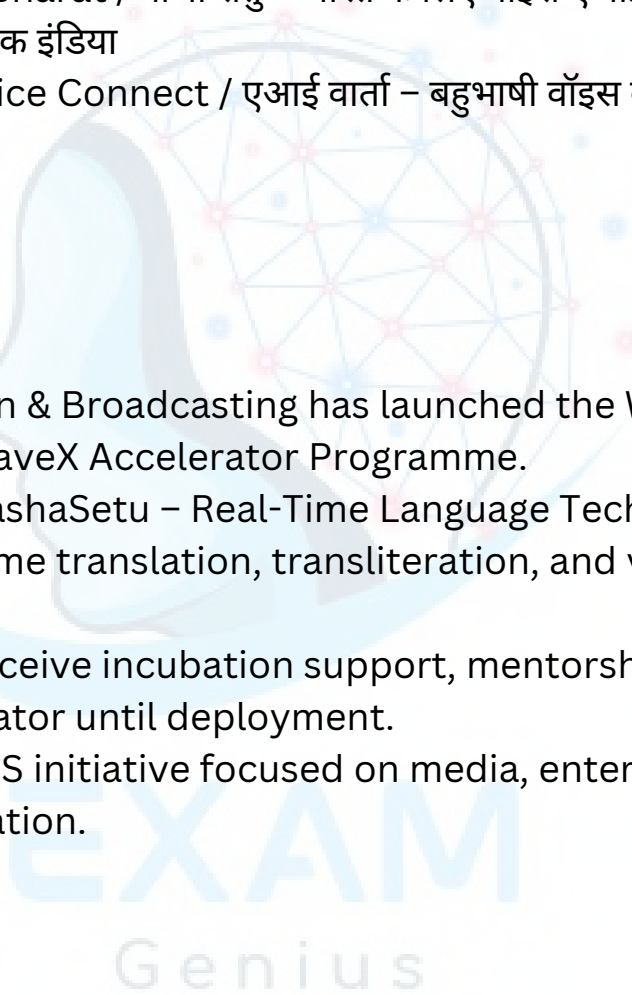 क इंडिया
ice Connect / एआई वार्ता – बहुभाषी वॉइस
n & Broadcasting has launched the
aveX Accelerator Programme.
ashaSetu – Real-Time Language Tech
me translation, transliteration, and
ceive incubation support, mentorsh
ator until deployment.
S initiative focused on media, enter
ation.
EXAM
Genius